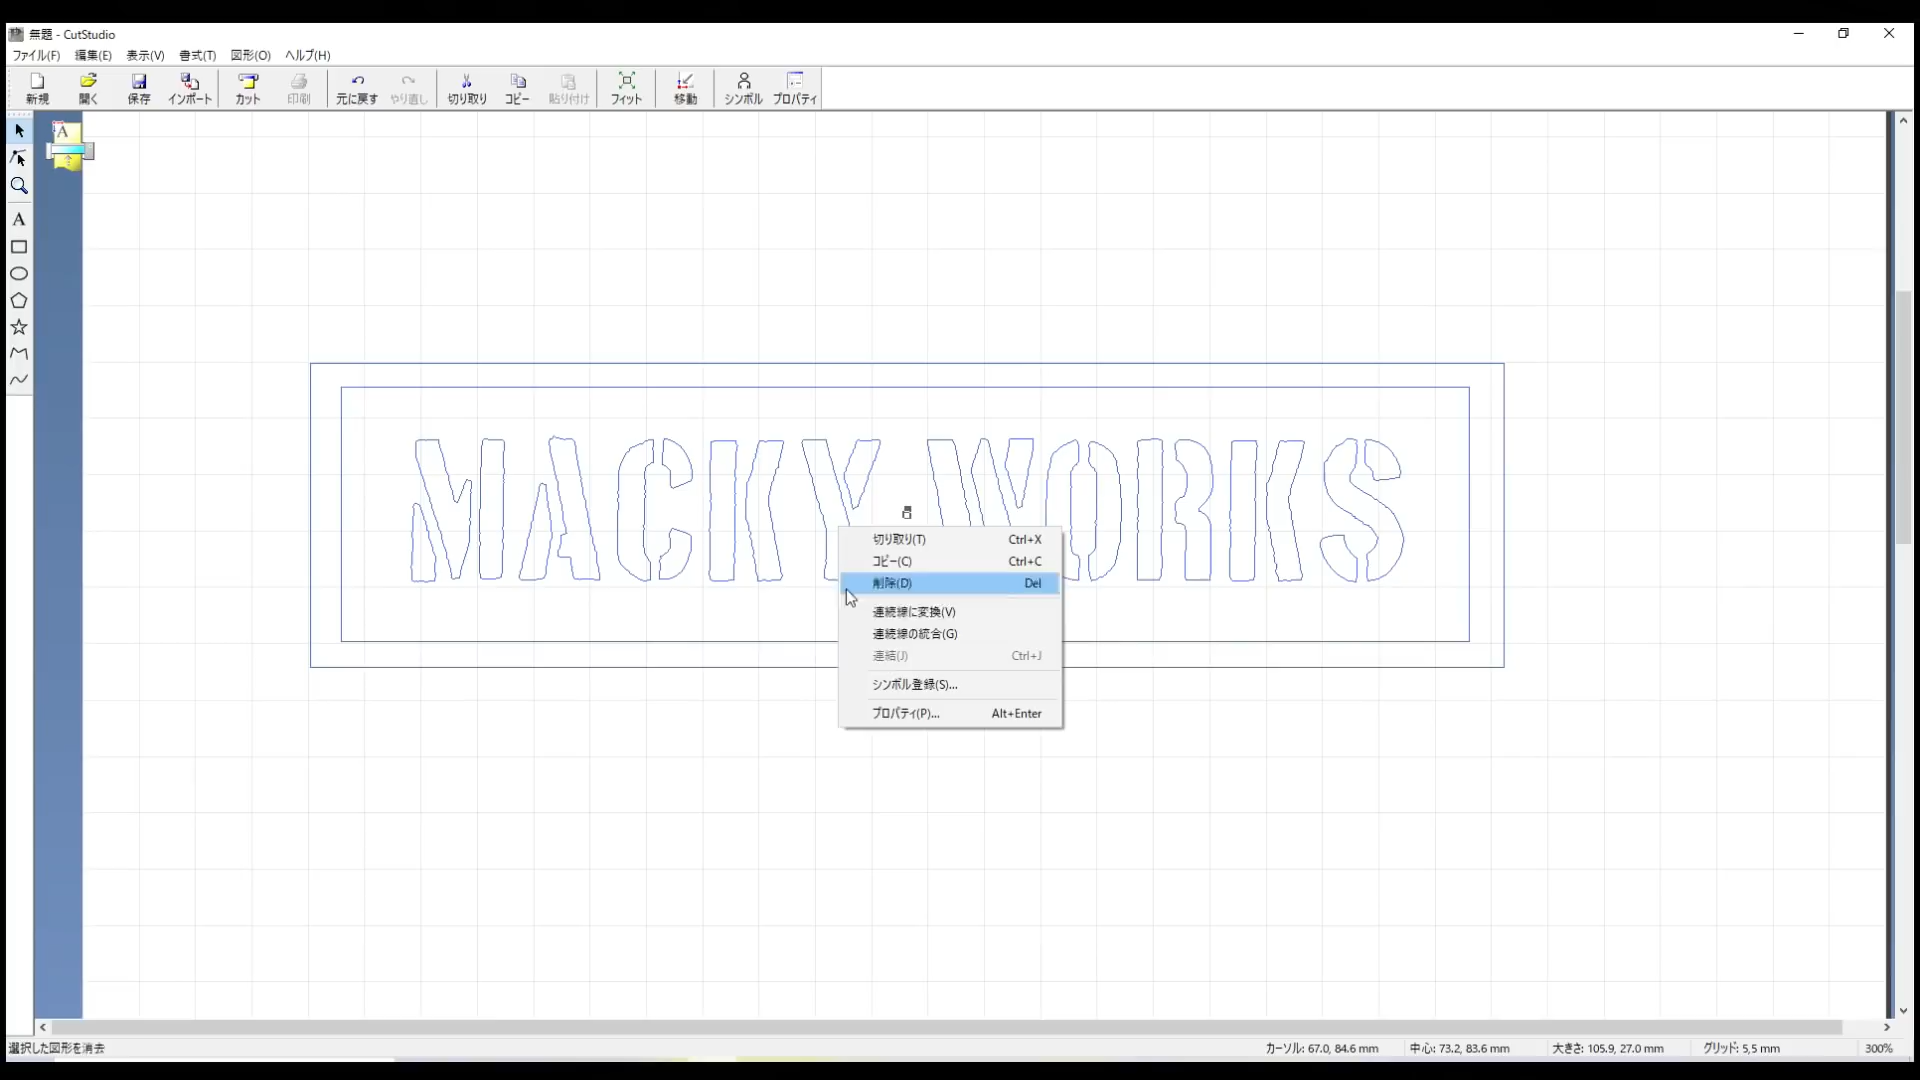 無題 - CutStudio
ファイル(F) 編集(E) 表示(V) 書式(T) 図形(O) ヘルプ(H)
新規 開く 保存 インポート カット 印刷 元に戻す やり直し 切り取り コピー 貼り付け フィット 移動 シンボル プロパティ
A
A
MACKY WORKS
切り取り(T) Ctrl+X
コピー(C) Ctrl+C
削除(D) Del
連続線に変換(V)
連続線の統合(G)
連結(J) Ctrl+J
シンボル登録(S)...
プロパティ(P)... Alt+Enter
選択した図形を消去 カーソル: 67.0, 84.6 mm 中心: 73.2, 83.6 mm 大きさ: 105.9, 27.0 mm グリッド: 5,5 mm 300%